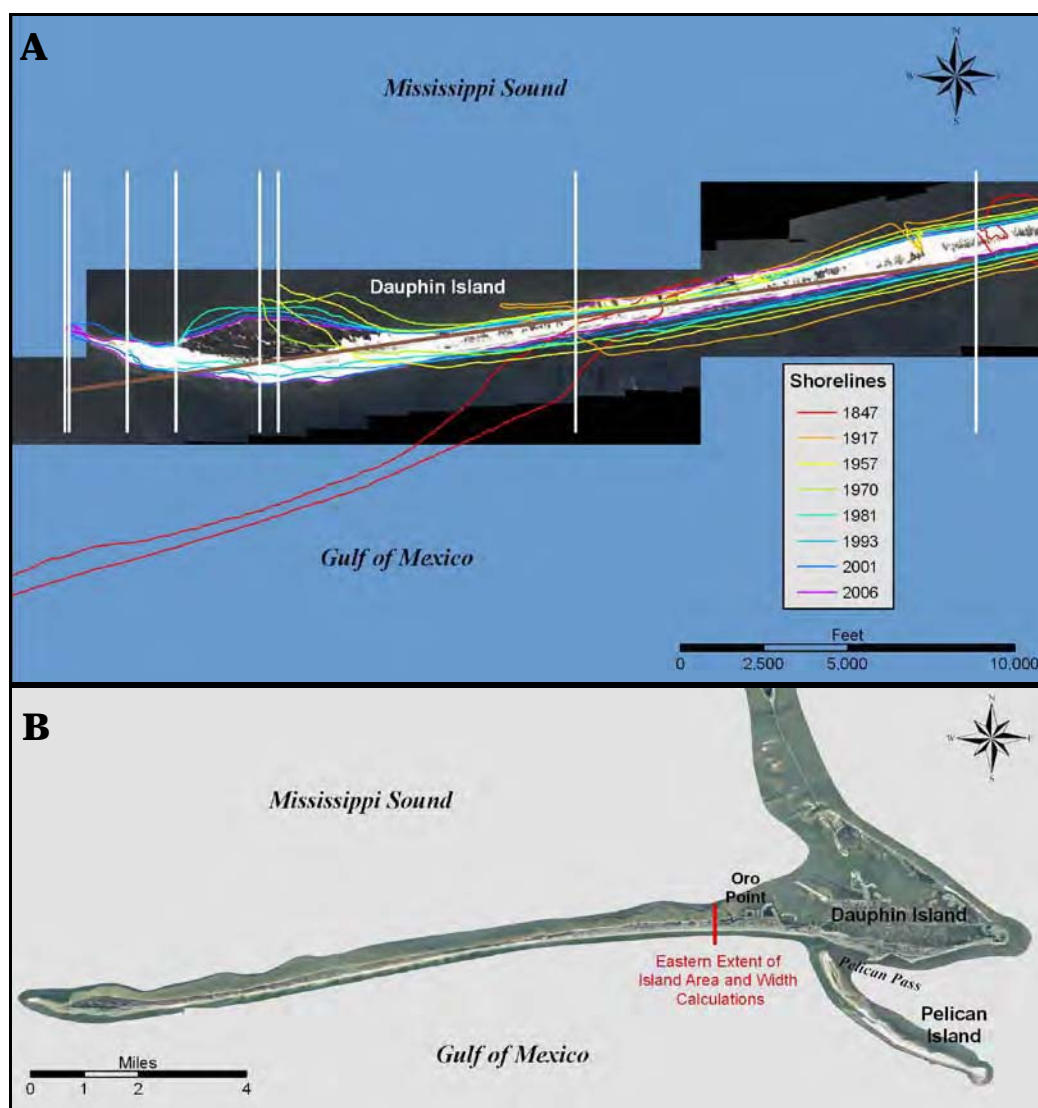 A
N
W
E
S
Mississippi Sound
Dauphin Island
Gulf of Mexico
Shorelines
1847
1917
1957
1970
1981
1993
2001
2006
Feet
0 2,500 5,000 10,000
B
N
W
E
S
Mississippi Sound
Oro
Point
Dauphin Island
Eastern Extent of
Island Area and Width
Calculations
Pelican Pass
Pelican
Island
Gulf of Mexico
Miles
0 1 2 4